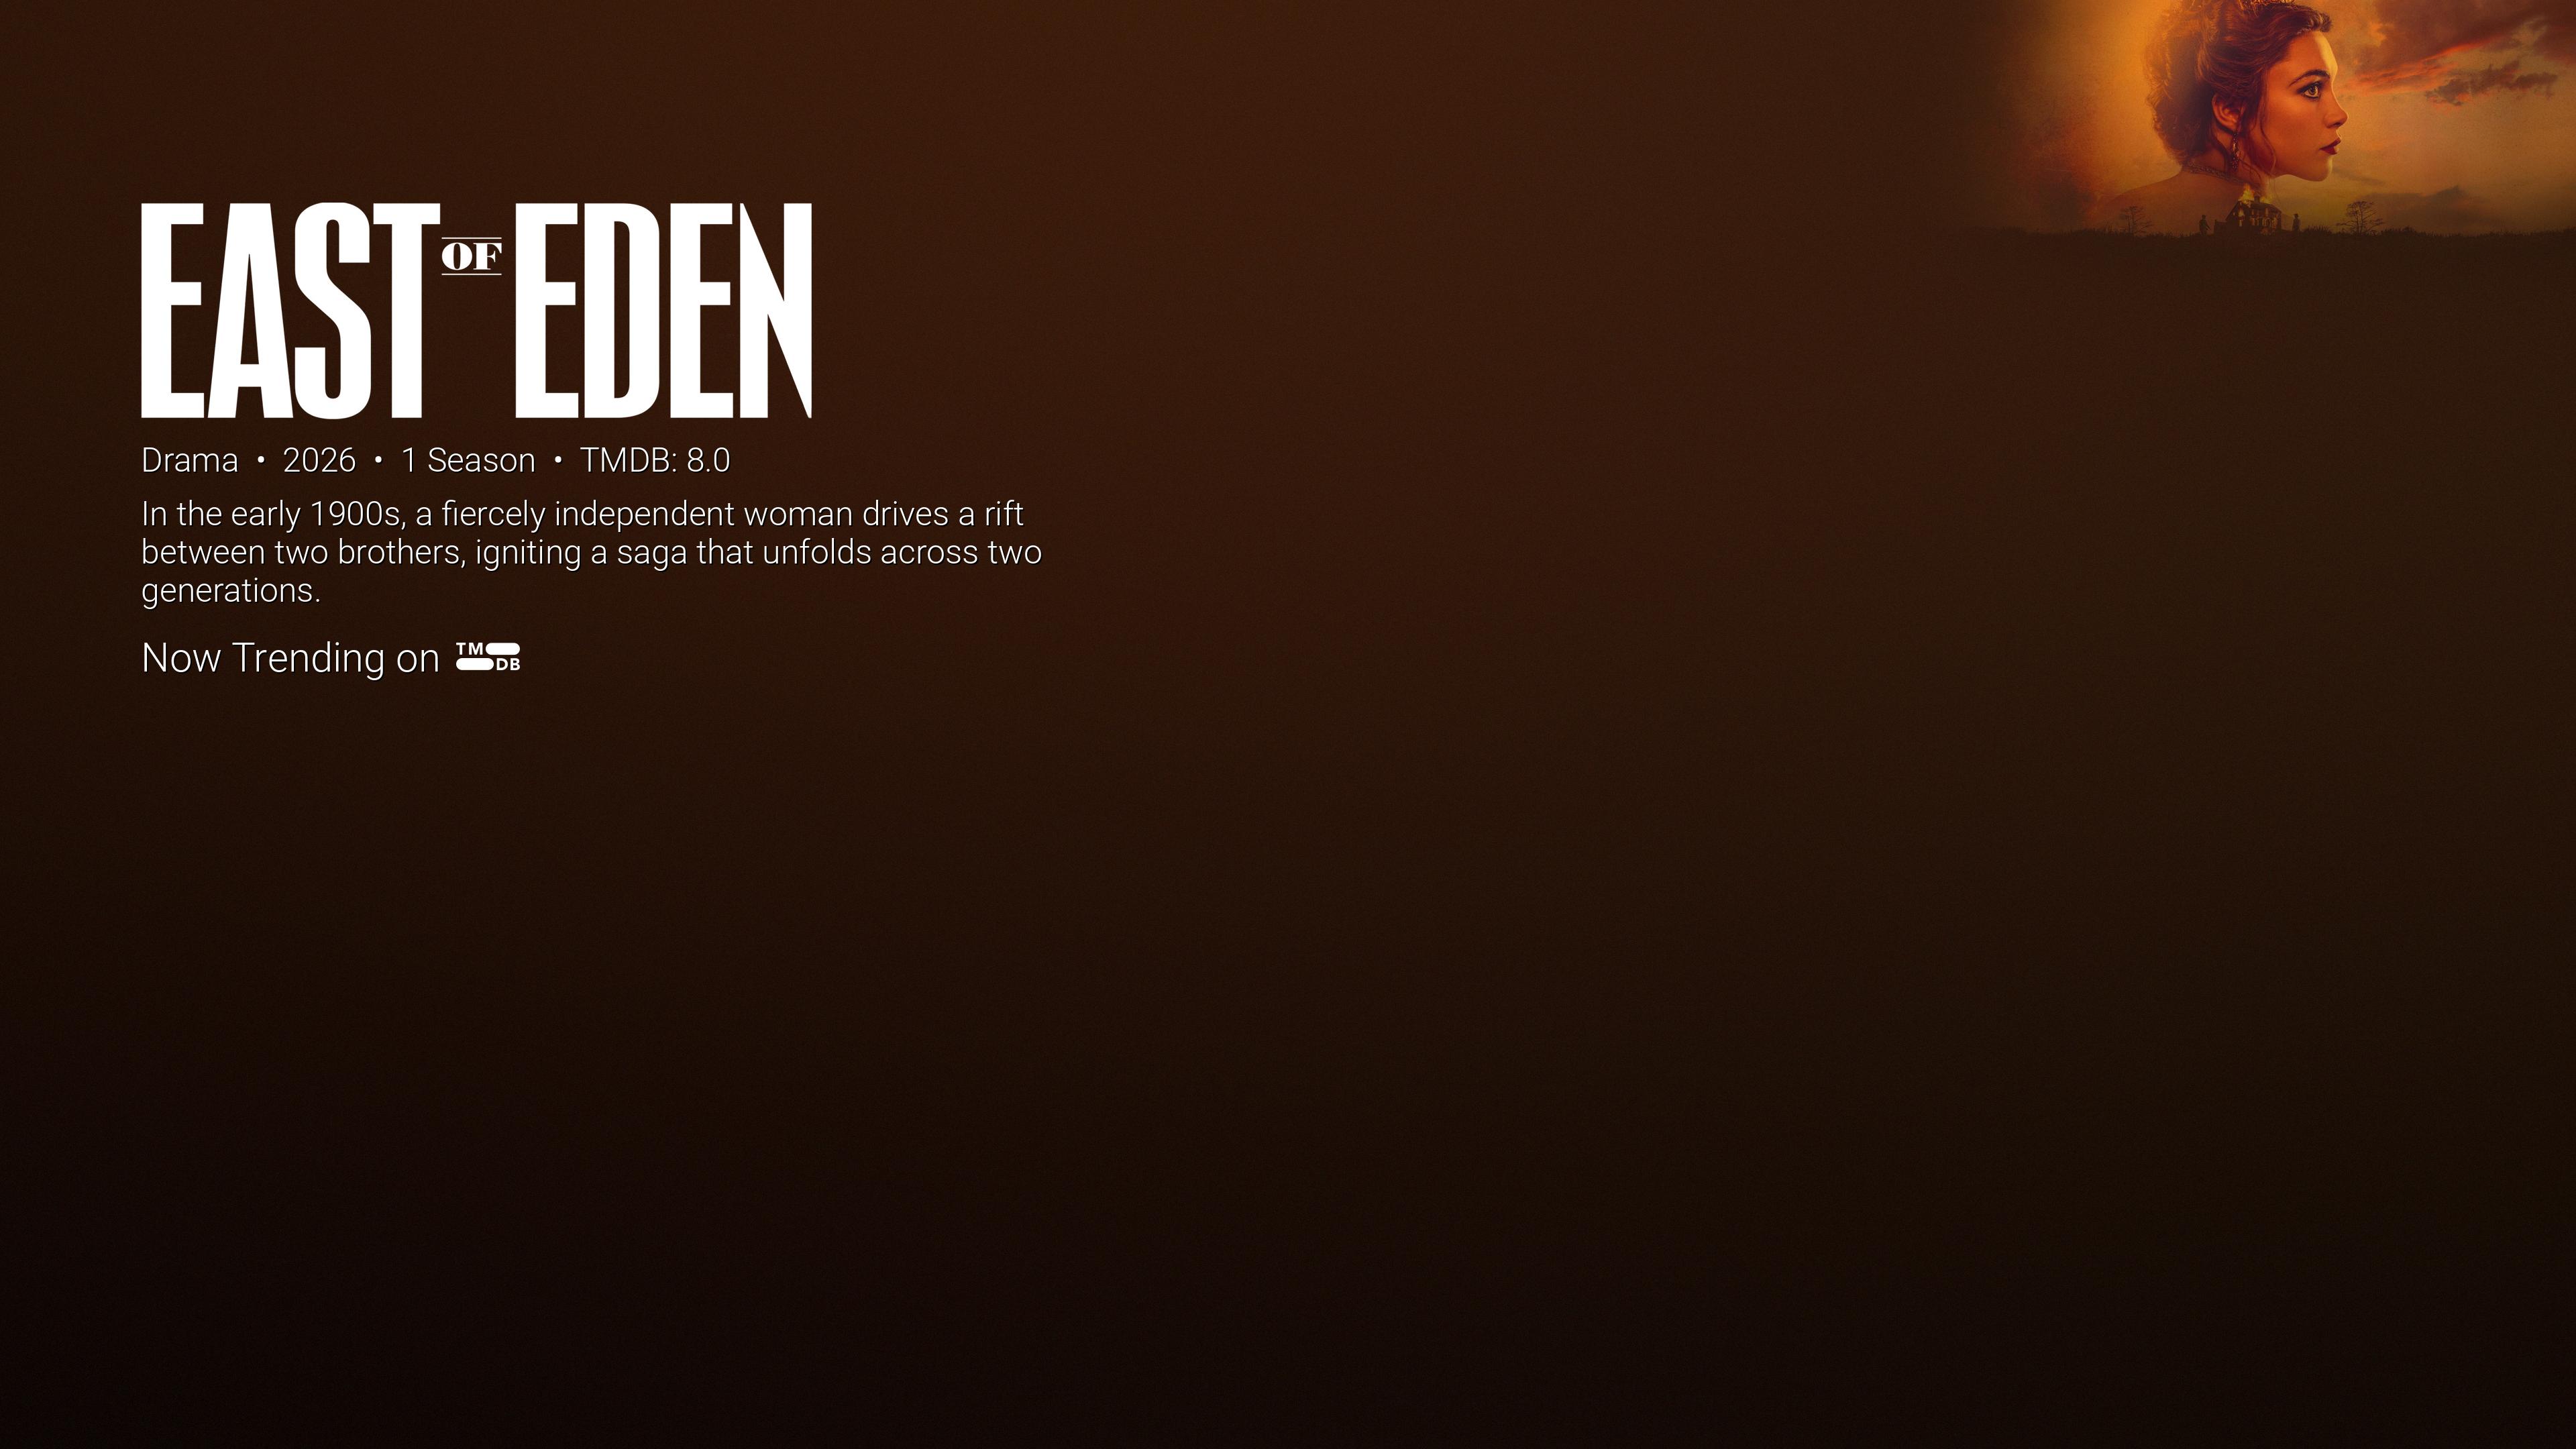 EAST OF EDEN
Drama • 2026 • 1 Season • TMDB: 8.0
In the early 1900s, a fiercely independent woman drives a rift
between two brothers, igniting a saga that unfolds across two
generations.
Now Trending on TMDB